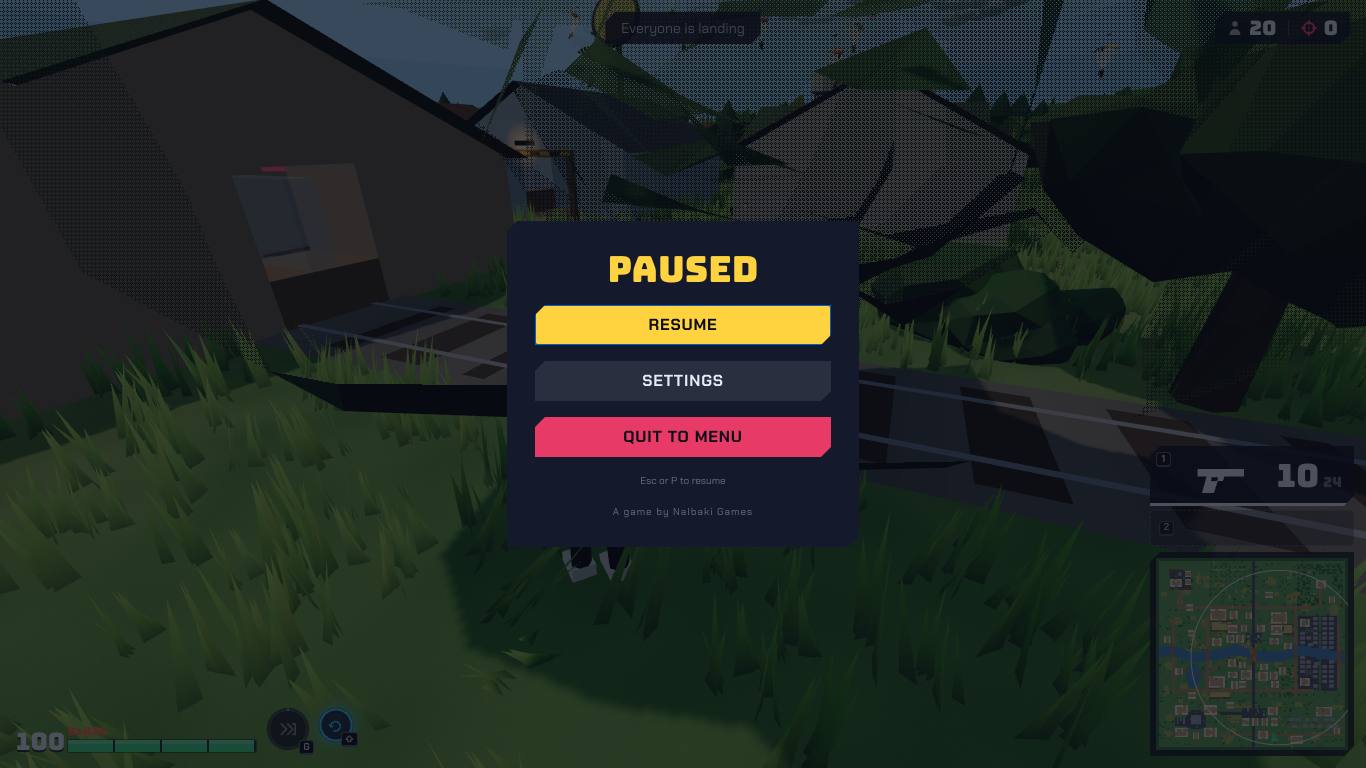 Everyone is landing
20
0
PAUSED
RESUME
SETTINGS
QUIT TO MENU
Esc or P to resume
A game by Nalbaki Games
1
10 24
2
100
G